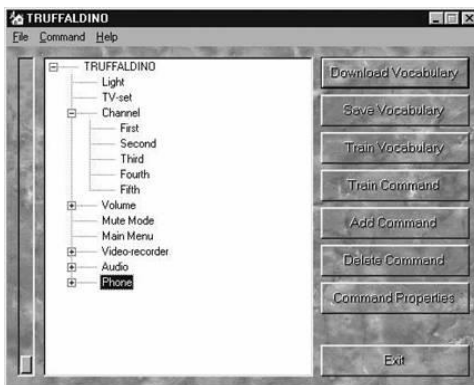 TRUFFALDINO
File Command Help
TRUFFALDINO
Light
TV-set
Channel
First
Second
Third
Fourth
Fifth
Volume
Mute Mode
Main Menu
Video-recorder
Audio
Phone
Download Vocabulary
Save Vocabulary
Train Vocabulary
Train Command
Add Command
Delete Command
Command Properties
Exit